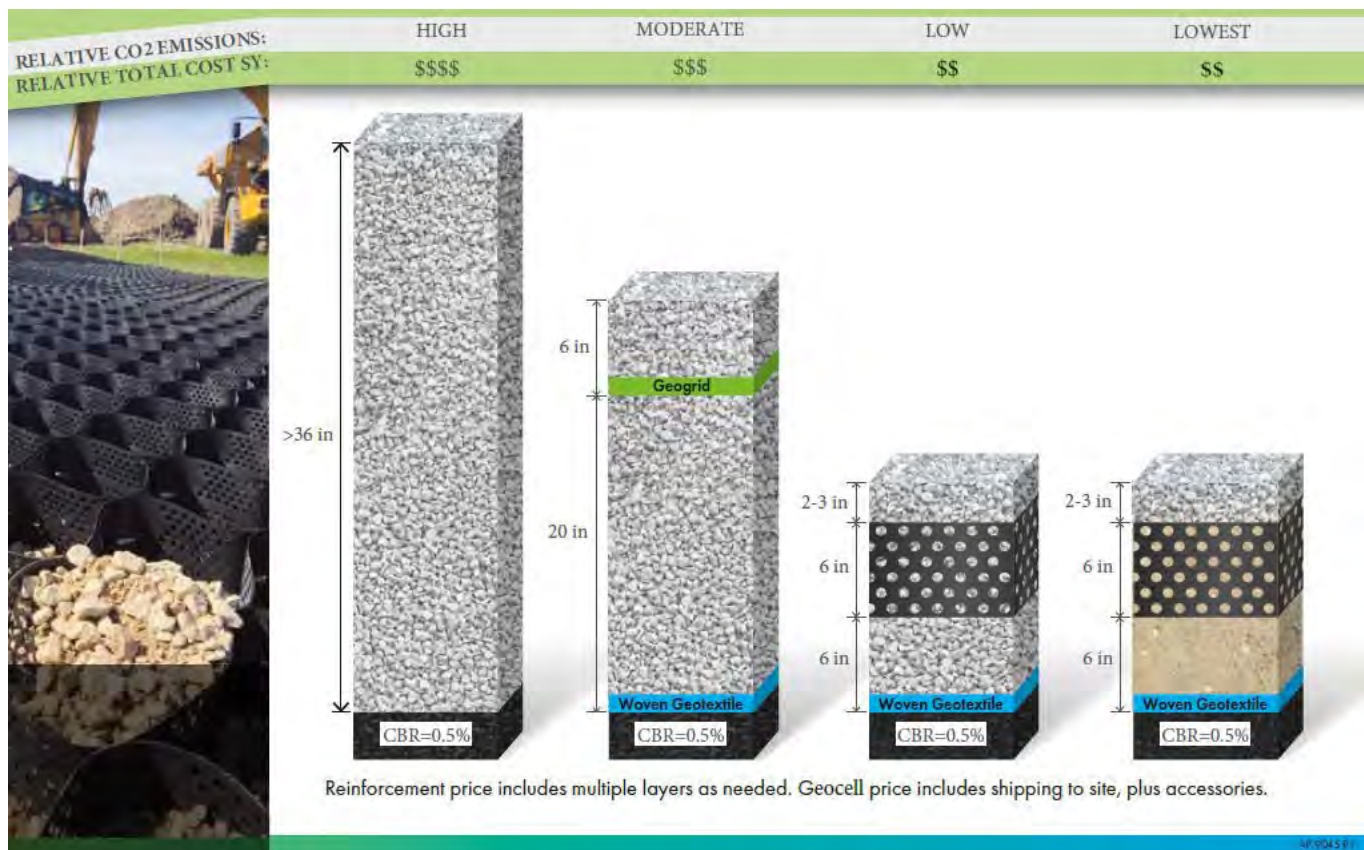 RELATIVE CO2 EMISSIONS: HIGH MODERATE LOW LOWEST
RELATIVE TOTAL COST SY: $$$$ $$$ $$ $$
>36 in
6 in
Geogrid
20 in
Woven Geotextile
2-3 in
6 in
6 in
Woven Geotextile
2-3 in
6 in
6 in
Woven Geotextile
CBR=0.5% CBR=0.5% CBR=0.5% CBR=0.5%
Reinforcement price includes multiple layers as needed. Geocell price includes shipping to site, plus accessories.